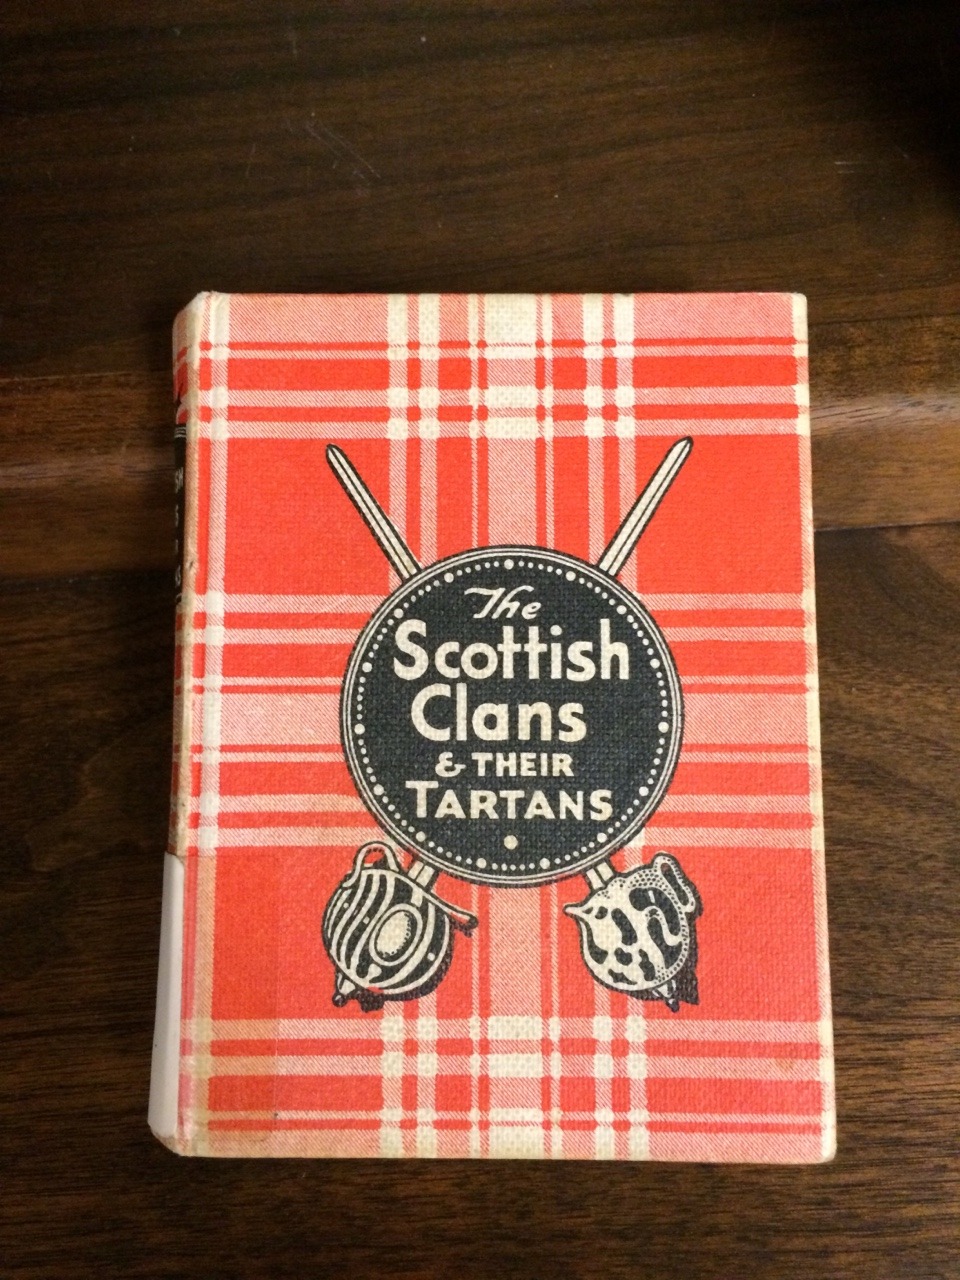 The
Scottish
Clans
& THEIR
TARTANS